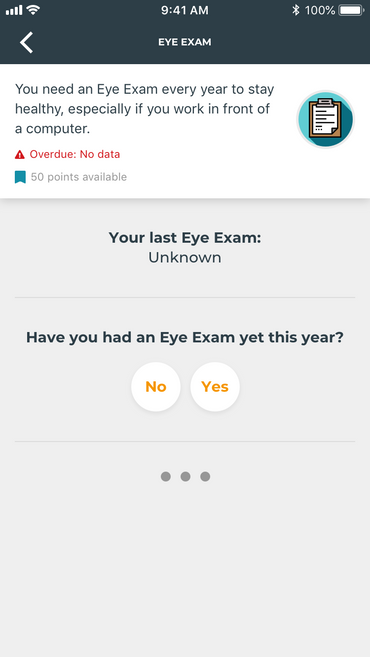 9:41 AM
100%
EYE EXAM
You need an Eye Exam every year to stay
healthy, especially if you work in front of
a computer.
Overdue: No data
50 points available
Your last Eye Exam:
Unknown
Have you had an Eye Exam yet this year?
No
Yes